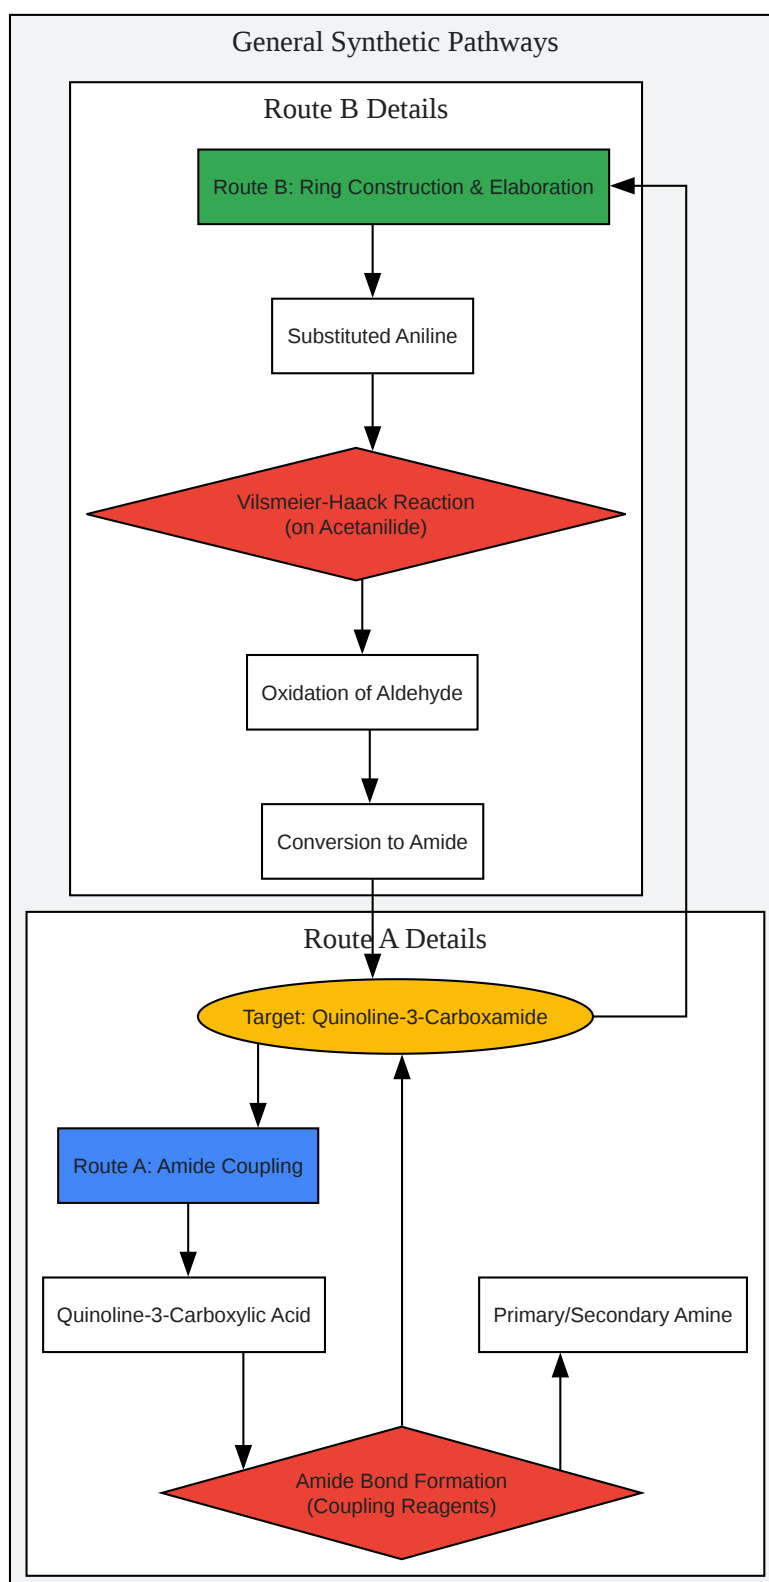 General Synthetic Pathways
Route B Details
Route B: Ring Construction & Elaboration
Substituted Aniline
Vilsmeier-Haack Reaction
(on Acetanilide)
Oxidation of Aldehyde
Conversion to Amide
Route A Details
Target: Quinoline-3-Carboxamide
Route A: Amide Coupling
Quinoline-3-Carboxylic Acid
Primary/Secondary Amine
Amide Bond Formation
(Coupling Reagents)